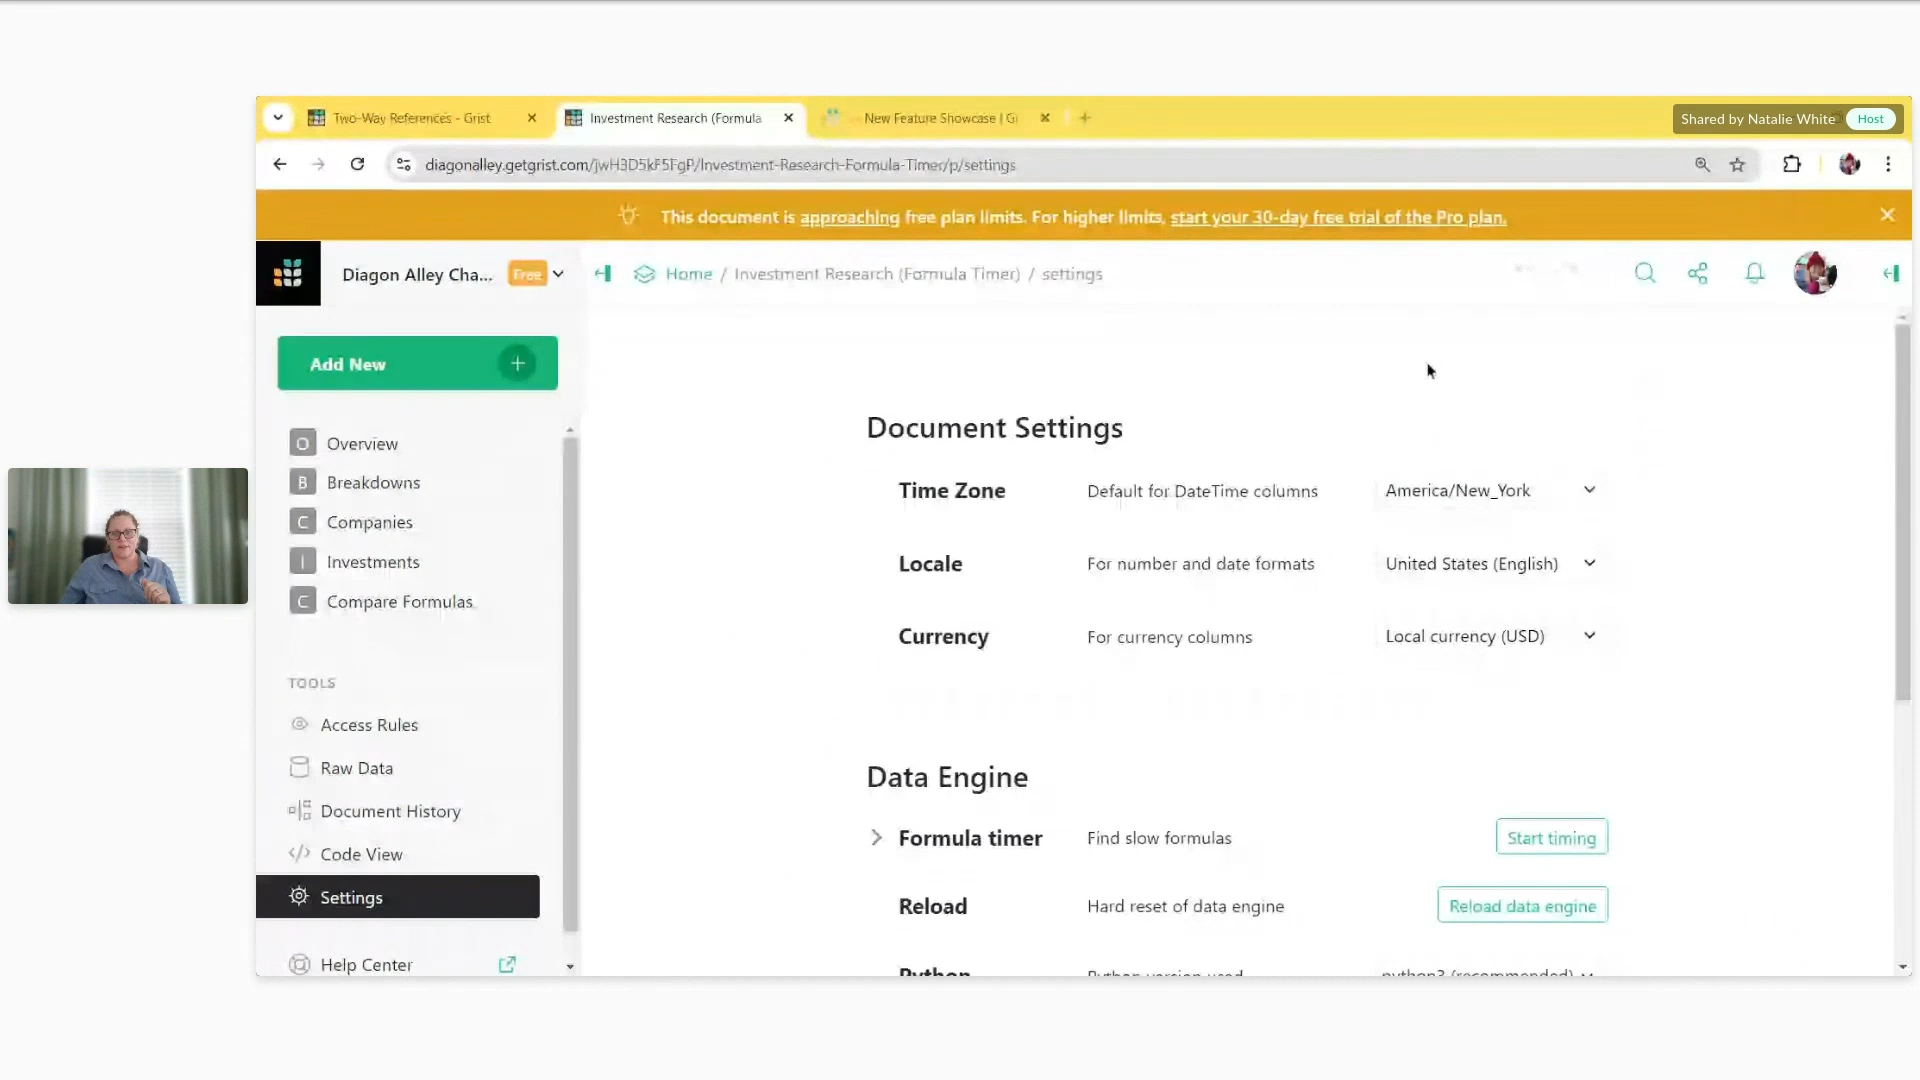 Two-Way References - Grist
Investment Research (Formula
New Feature Showcase | Gr
Shared by Natalie White
Host
diagonalley.getgrist.com/jwH3D5kF5FgP/Investment-Research-Formula-Timer/p/settings
This document is approaching free plan limits. For higher limits, start your 30-day free trial of the Pro plan.
Diagon Alley Cha...
Free
Home / Investment Research (Formula Timer) / settings
Add New
O Overview
B Breakdowns
C Companies
I Investments
C Compare Formulas
TOOLS
Access Rules
Raw Data
Document History
</> Code View
Settings
Help Center
Document Settings
Time Zone Default for DateTime columns America/New_York
Locale For number and date formats United States (English)
Currency For currency columns Local currency (USD)
Data Engine
Formula timer Find slow formulas Start timing
Reload Hard reset of data engine Reload data engine
Python Python version used python3 (recommended)